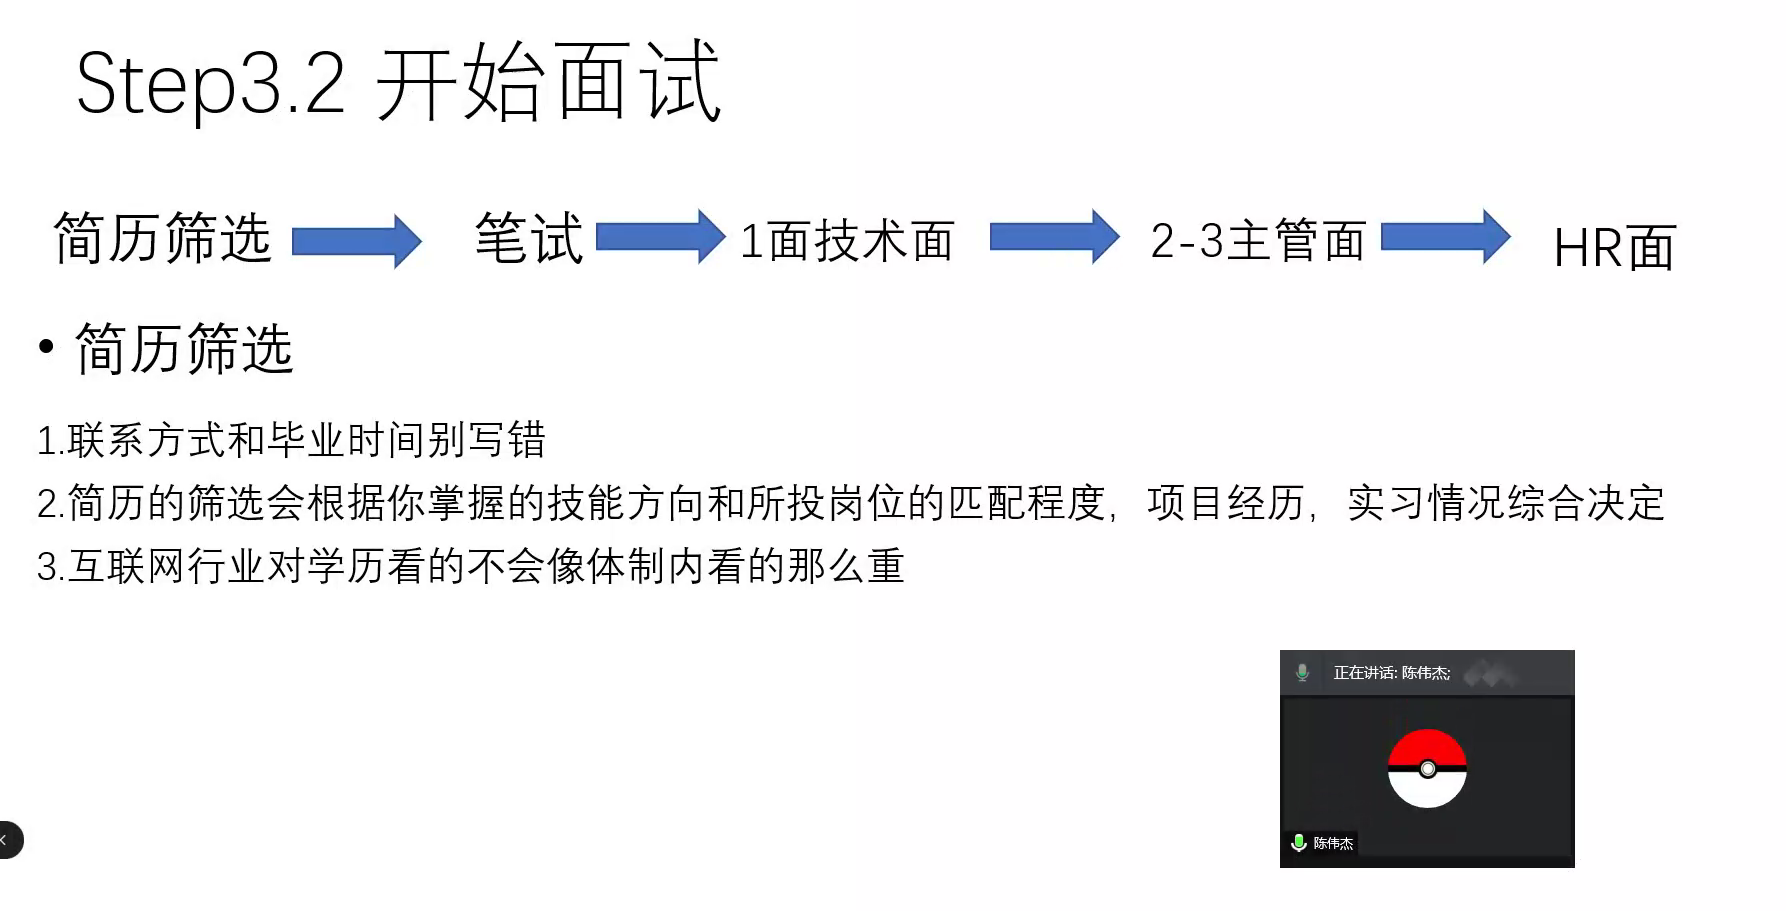 Step3.2 开始面试
简历筛选 笔试 1面技术面 2-3主管面 HR面
• 简历筛选
1.联系方式和毕业时间别写错
2.简历的筛选会根据你掌握的技能方向和所投岗位的匹配程度，项目经历，实习情况综合决定
3.互联网行业对学历看的不会像体制内看的那么重
正在讲话: 陈伟杰;
陈伟杰